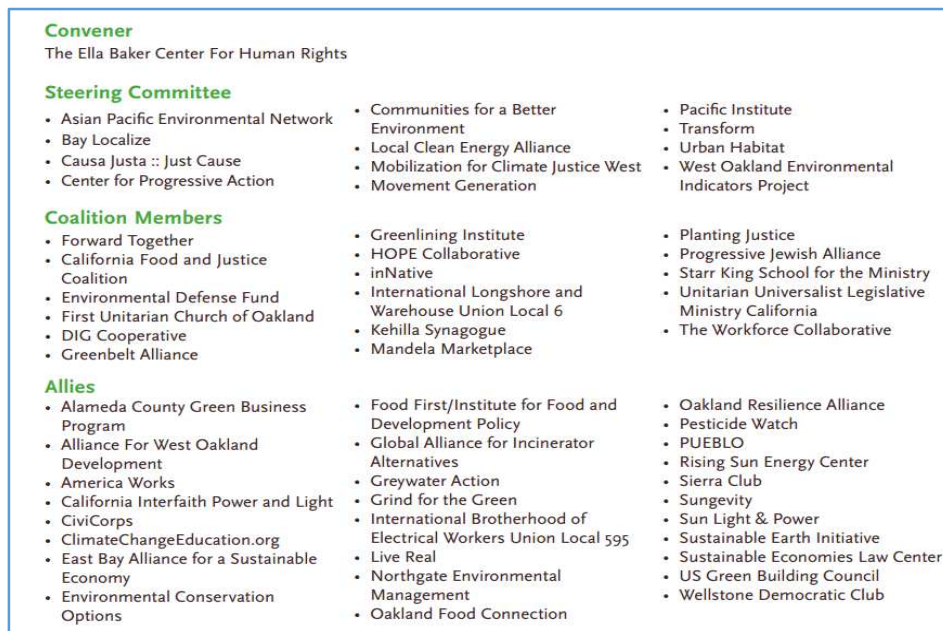 Convener
The Ella Baker Center For Human Rights
Steering Committee
• Asian Pacific Environmental Network
• Bay Localize
• Causa Justa :: Just Cause
• Center for Progressive Action
• Communities for a Better
Environment
• Local Clean Energy Alliance
• Mobilization for Climate Justice West
• Movement Generation
• Pacific Institute
• Transform
• Urban Habitat
• West Oakland Environmental
Indicators Project
Coalition Members
• Forward Together
• California Food and Justice
Coalition
• Environmental Defense Fund
• First Unitarian Church of Oakland
• DIG Cooperative
• Greenbelt Alliance
• Greenlining Institute
• HOPE Collaborative
• inNative
• International Longshore and
Warehouse Union Local 6
• Kehilla Synagogue
• Mandela Marketplace
• Planting Justice
• Progressive Jewish Alliance
• Starr King School for the Ministry
• Unitarian Universalist Legislative
Ministry California
• The Workforce Collaborative
Allies
• Alameda County Green Business
Program
• Alliance For West Oakland
Development
• America Works
• California Interfaith Power and Light
• CiviCorps
• ClimateChangeEducation.org
• East Bay Alliance for a Sustainable
Economy
• Environmental Conservation
Options
• Food First/Institute for Food and
Development Policy
• Global Alliance for Incinerator
Alternatives
• Greywater Action
• Grind for the Green
• International Brotherhood of
Electrical Workers Union Local 595
• Live Real
• Northgate Environmental
Management
• Oakland Food Connection
• Oakland Resilience Alliance
• Pesticide Watch
• PUEBLO
• Rising Sun Energy Center
• Sierra Club
• Sungevity
• Sun Light & Power
• Sustainable Earth Initiative
• Sustainable Economies Law Center
• US Green Building Council
• Wellstone Democratic Club